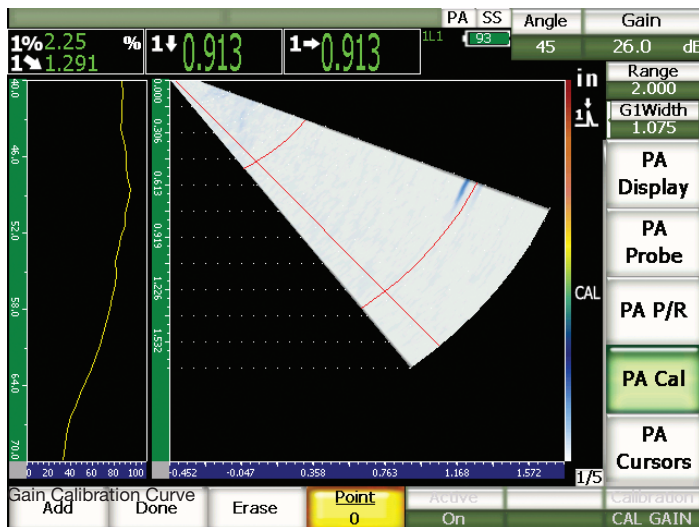 PA SS Angle Gain
1% 2.25 % 1 0.913 1 0.913 1L1 93 45 26.0 dB
1 1.291
in
Range
2.000
G1Width
1.075
PA
Display
PA
Probe
PA P/R
CAL
PA Cal
PA
Cursors
40.0 46.0 52.0 58.0 64.0 70.0
0.000 0.306 0.613 0.919 1.226 1.532
0 20 40 60 80 100 -0.452 -0.047 0.358 0.763 1.168 1.572 1/5
Gain Calibration Curve
Add Done Erase Point Active Calibration
0 On CAL GAIN